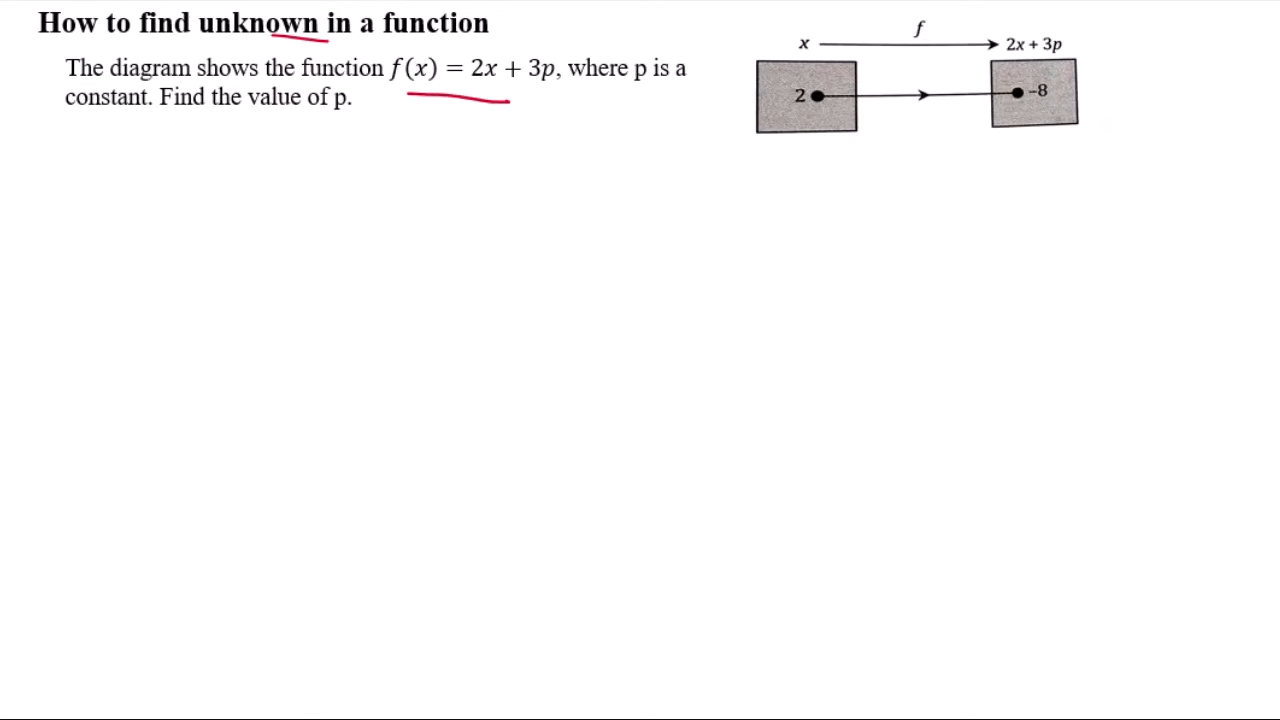 How to find unknown in a function
The diagram shows the function f(x) = 2x + 3p, where p is a
constant. Find the value of p.
f
x
2x + 3p
2
-8